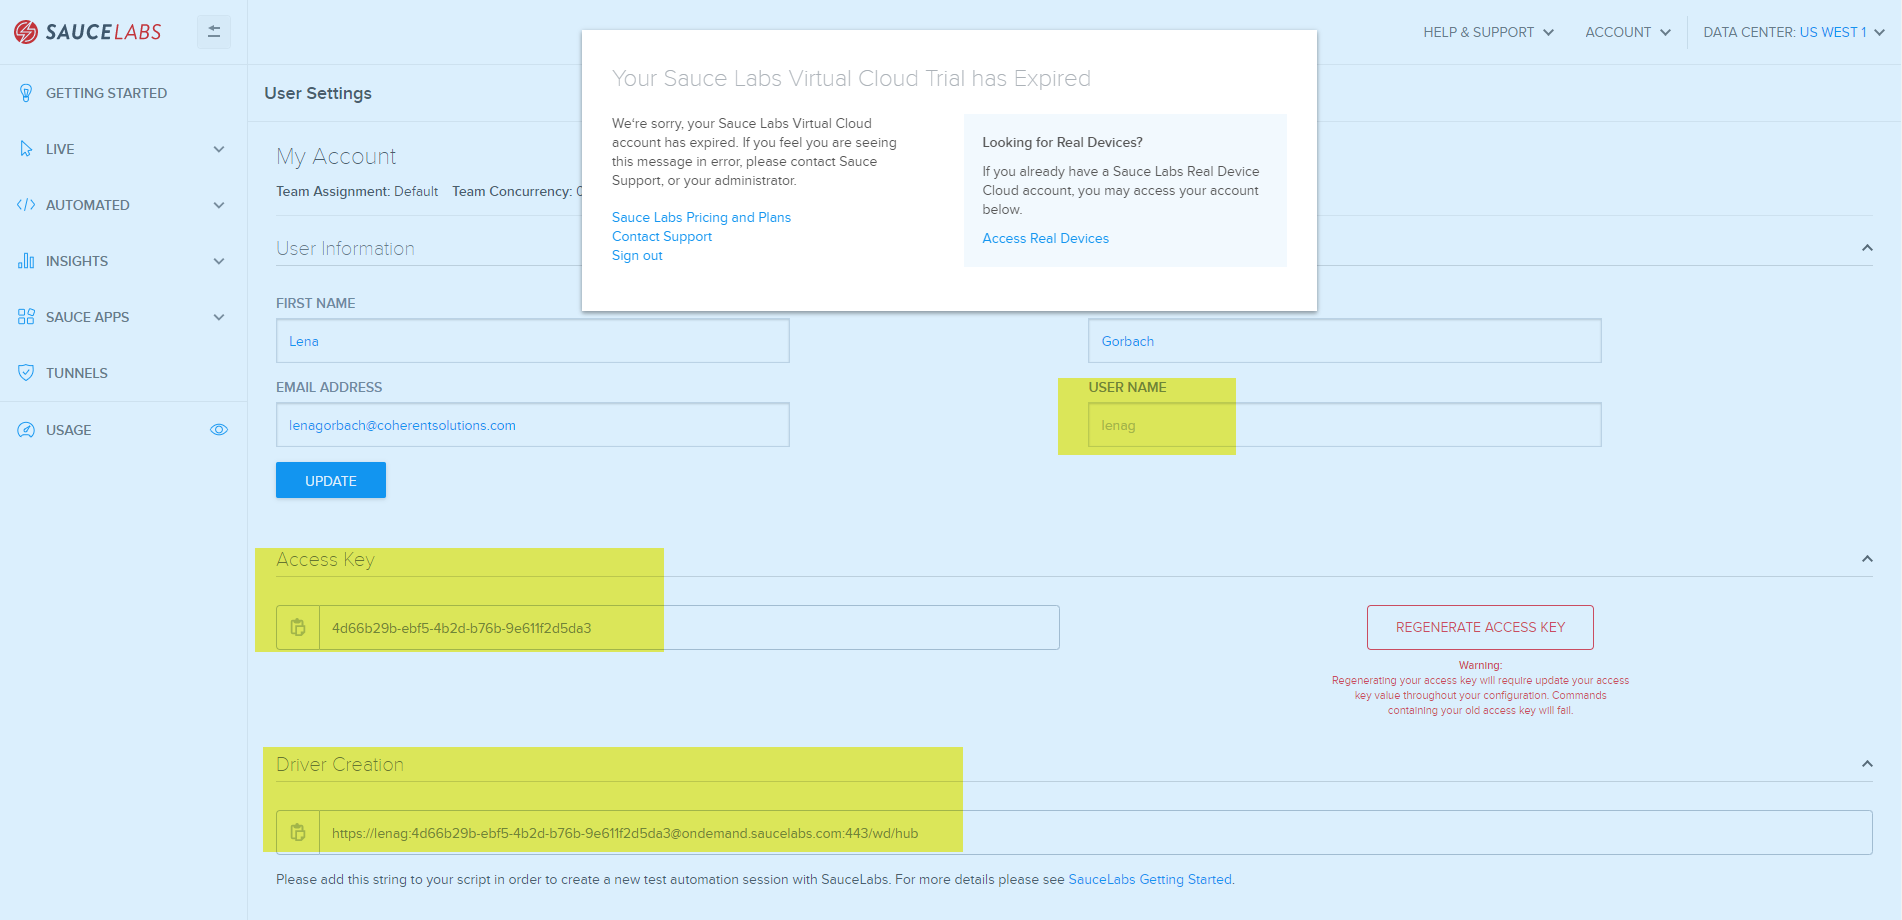 SAUCELABS
HELP & SUPPORT
ACCOUNT
DATA CENTER: US WEST 1
GETTING STARTED
LIVE
AUTOMATED
INSIGHTS
SAUCE APPS
TUNNELS
USAGE
User Settings
Your Sauce Labs Virtual Cloud Trial has Expired
We're sorry, your Sauce Labs Virtual Cloud
account has expired. If you feel you are seeing
this message in error, please contact Sauce
Support, or your administrator.
Sauce Labs Pricing and Plans
Contact Support
Sign out
Looking for Real Devices?
If you already have a Sauce Labs Real Device
Cloud account, you may access your account
below.
Access Real Devices
My Account
Team Assignment: Default Team Concurrency:
User Information
FIRST NAME
Lena
Gorbach
EMAIL ADDRESS
lenagorbach@coherentsolutions.com
USER NAME
lenag
UPDATE
Access Key
4d66b29b-ebf5-4b2d-b76b-9e611f2d5da3
REGENERATE ACCESS KEY
Warning:
Regenerating your access key will require update your access
key value throughout your configuration. Commands
containing your old access key will fail.
Driver Creation
https://lenag:4d66b29b-ebf5-4b2d-b76b-9e611f2d5da3@ondemand.saucelabs.com:443/wd/hub
Please add this string to your script in order to create a new test automation session with SauceLabs. For more details please see SauceLabs Getting Started.